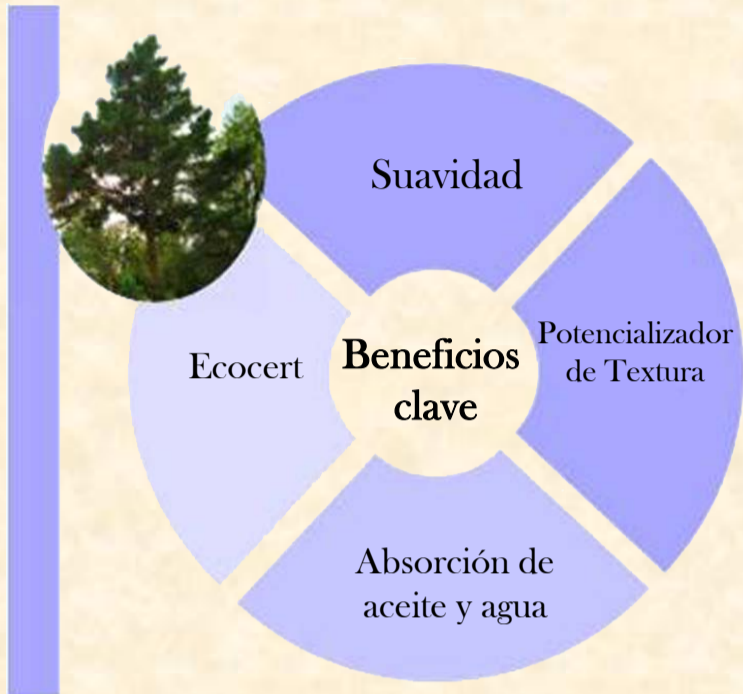 Suavidad
Potencializador
de Textura
Ecocert
Beneficios
clave
Absorción de
aceite y agua